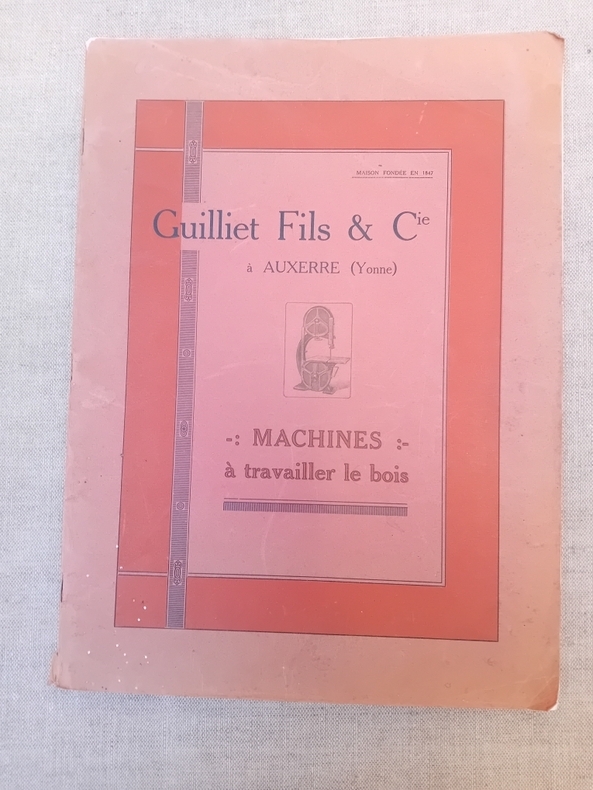 MAISON FONDÉE EN 1847
Guilliet Fils & Cie
à AUXERRE (Yonne)
-: MACHINES :-
à travailler le bois